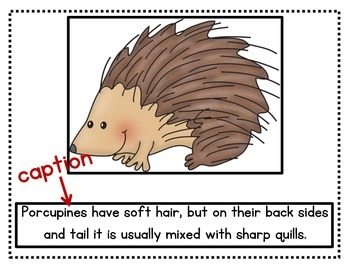 caption
Porcupines have soft hair, but on their back sides
and tail it is usually mixed with sharp quills.